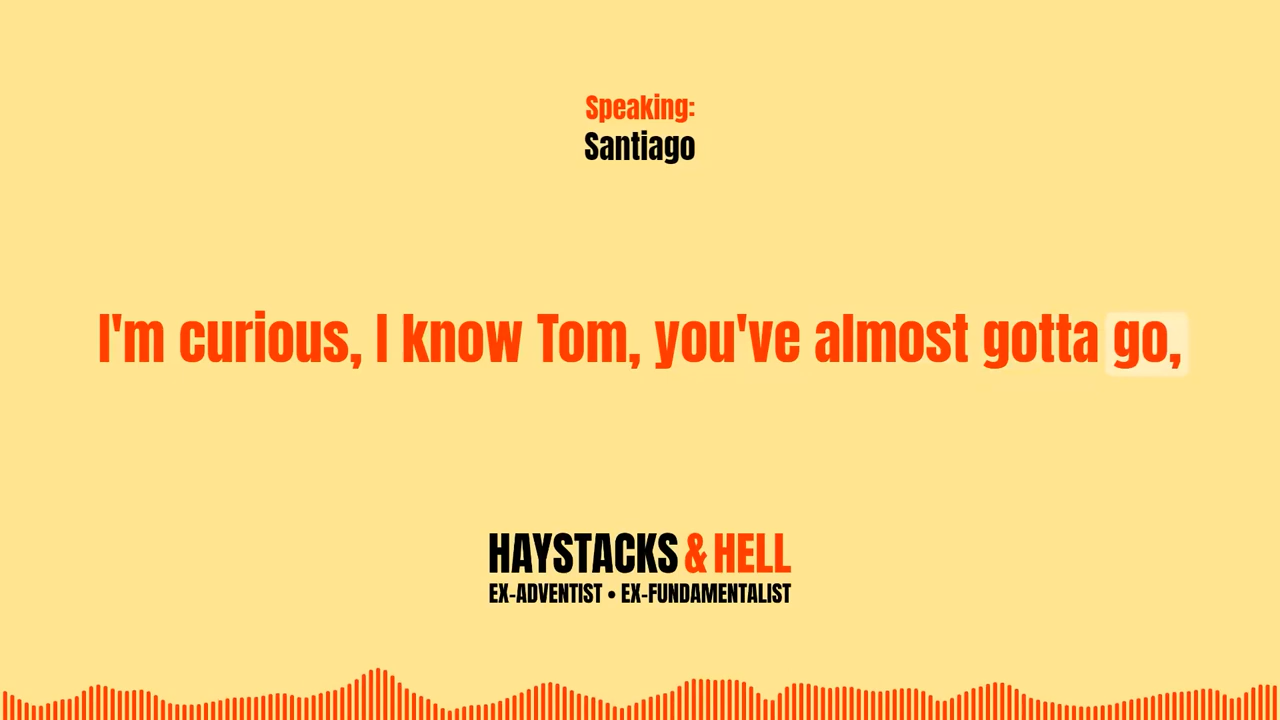 Speaking:
Santiago
I'm curious, I know Tom, you've almost gotta go,
HAYSTACKS & HELL
EX-ADVENTIST • EX-FUNDAMENTALIST